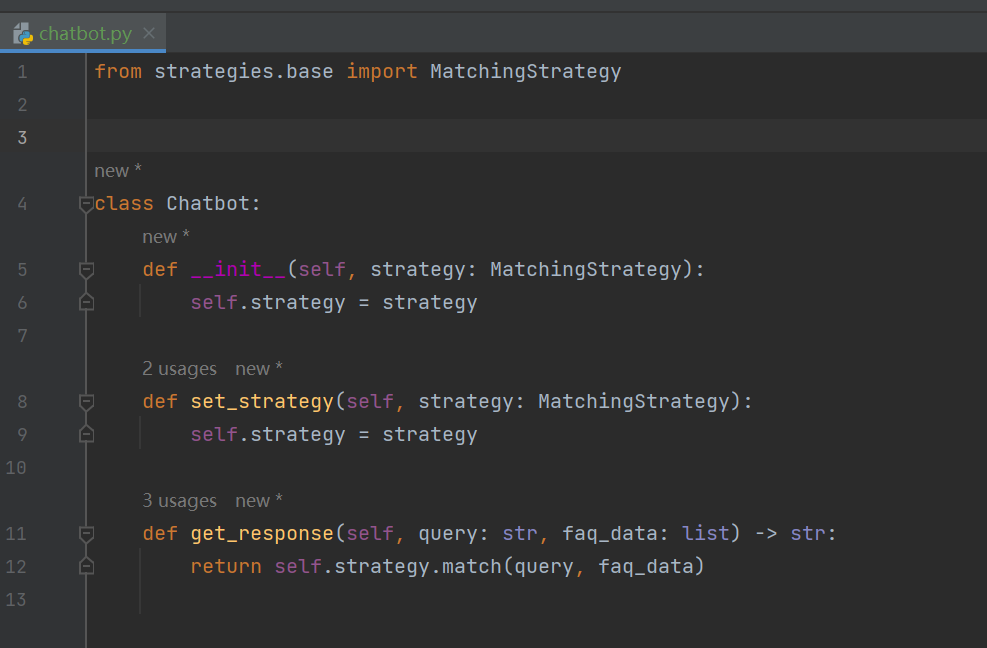 chatbot.py
1 from strategies.base import MatchingStrategy
2
3
new *
4 class Chatbot:
new *
5 def __init__(self, strategy: MatchingStrategy):
6 self.strategy = strategy
7
2 usages new *
8 def set_strategy(self, strategy: MatchingStrategy):
9 self.strategy = strategy
10
3 usages new *
11 def get_response(self, query: str, faq_data: list) -> str:
12 return self.strategy.match(query, faq_data)
13